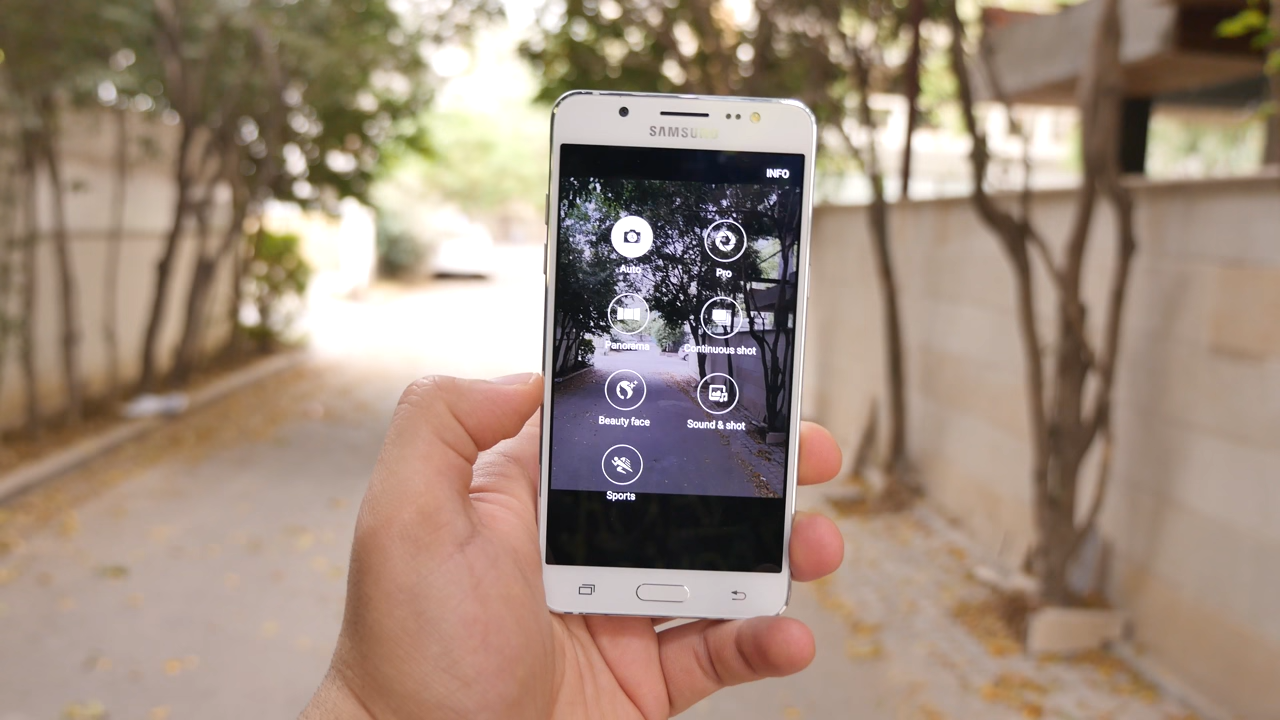 SAMSUNG
INFO
Auto
Pro
Panorama
Continuous shot
Beauty face
Sound & shot
Sports